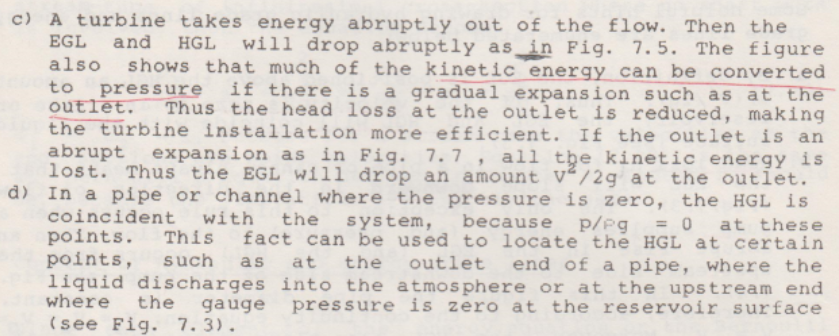 c) A turbine takes energy abruptly out of the flow. Then the
EGL and HGL will drop abruptly as in Fig. 7.5. The figure
also shows that much of the kinetic energy can be converted
to pressure if there is a gradual expansion such as at the
outlet. Thus the head loss at the outlet is reduced, making
the turbine installation more efficient. If the outlet is an
abrupt expansion as in Fig. 7.7 , all the kinetic energy is
lost. Thus the EGL will drop an amount V²/2g at the outlet.
d) In a pipe or channel where the pressure is zero, the HGL is
coincident with the system, because p/ρg = 0 at these
points. This fact can be used to locate the HGL at certain
points, such as at the outlet end of a pipe, where the
liquid discharges into the atmosphere or at the upstream end
where the gauge pressure is zero at the reservoir surface
(see Fig. 7.3).